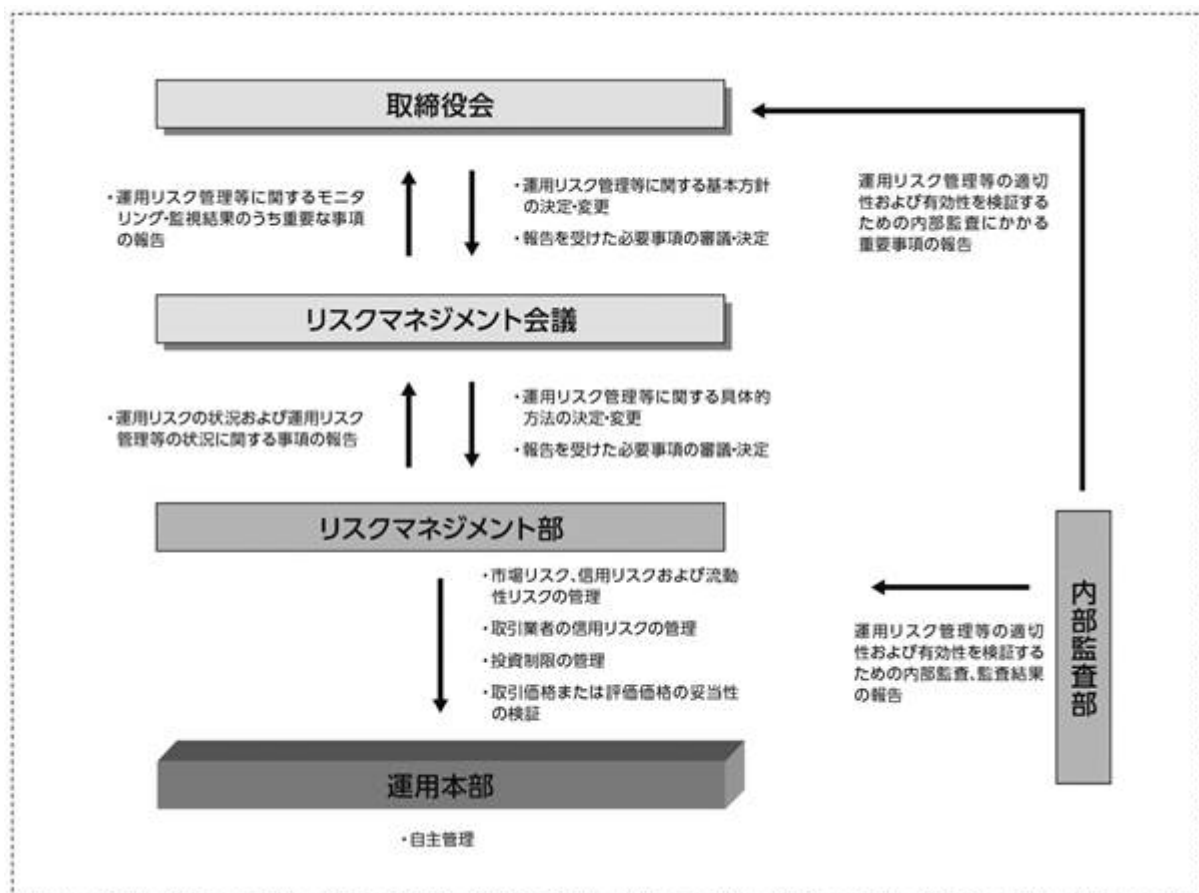 取締役会
・運用リスク管理等に関するモニタ
リング・監視結果のうち重要な事項
の報告
・運用リスク管理等に関する基本方針
の決定・変更
・報告を受けた必要事項の審議・決定
運用リスク管理等の適切
性および有効性を検証する
ための内部監査にかかる
重要事項の報告
リスクマネジメント会議
・運用リスクの状況および運用リスク
管理等の状況に関する事項の報告
・運用リスク管理等に関する具体的
方法の決定・変更
・報告を受けた必要事項の審議・決定
リスクマネジメント部
・市場リスク、信用リスクおよび流動
性リスクの管理
・取引業者の信用リスクの管理
・投資制限の管理
・取引価格または評価価格の妥当性
の検証
運用リスク管理等の適切
性および有効性を検証する
ための内部監査、監査結果
の報告
内部監査部
運用本部
・自主管理